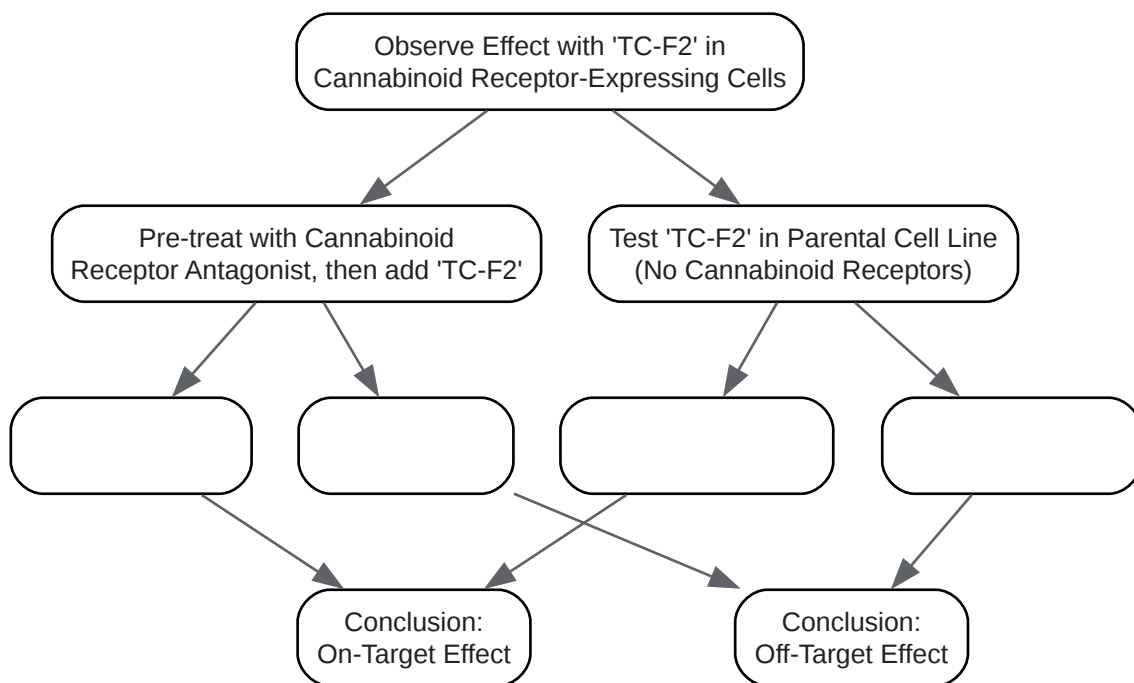 Observe Effect with 'TC-F2' in
Cannabinoid Receptor-Expressing Cells
Pre-treat with Cannabinoid
Receptor Antagonist, then add 'TC-F2'
Test 'TC-F2' in Parental Cell Line
(No Cannabinoid Receptors)
Conclusion:
On-Target Effect
Conclusion:
Off-Target Effect